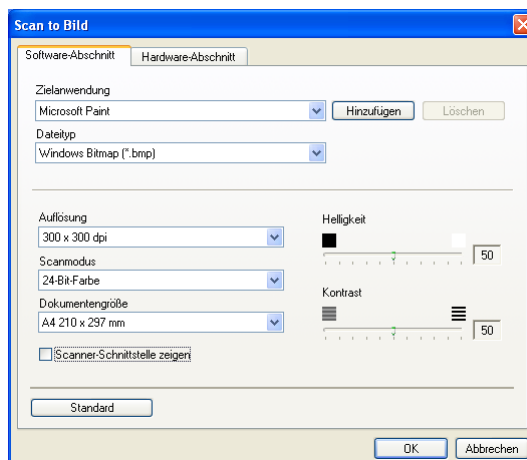 Scan to Bild
Software-Abschnitt Hardware-Abschnitt
Zielanwendung
Microsoft Paint Hinzufügen Löschen
Dateityp
Windows Bitmap (*.bmp)
Auflösung Helligkeit
300 x 300 dpi 50
Scanmodus
24-Bit-Farbe
Dokumentengröße Kontrast
A4 210 x 297 mm 50
Scanner-Schnittstelle zeigen
Standard
OK Abbrechen